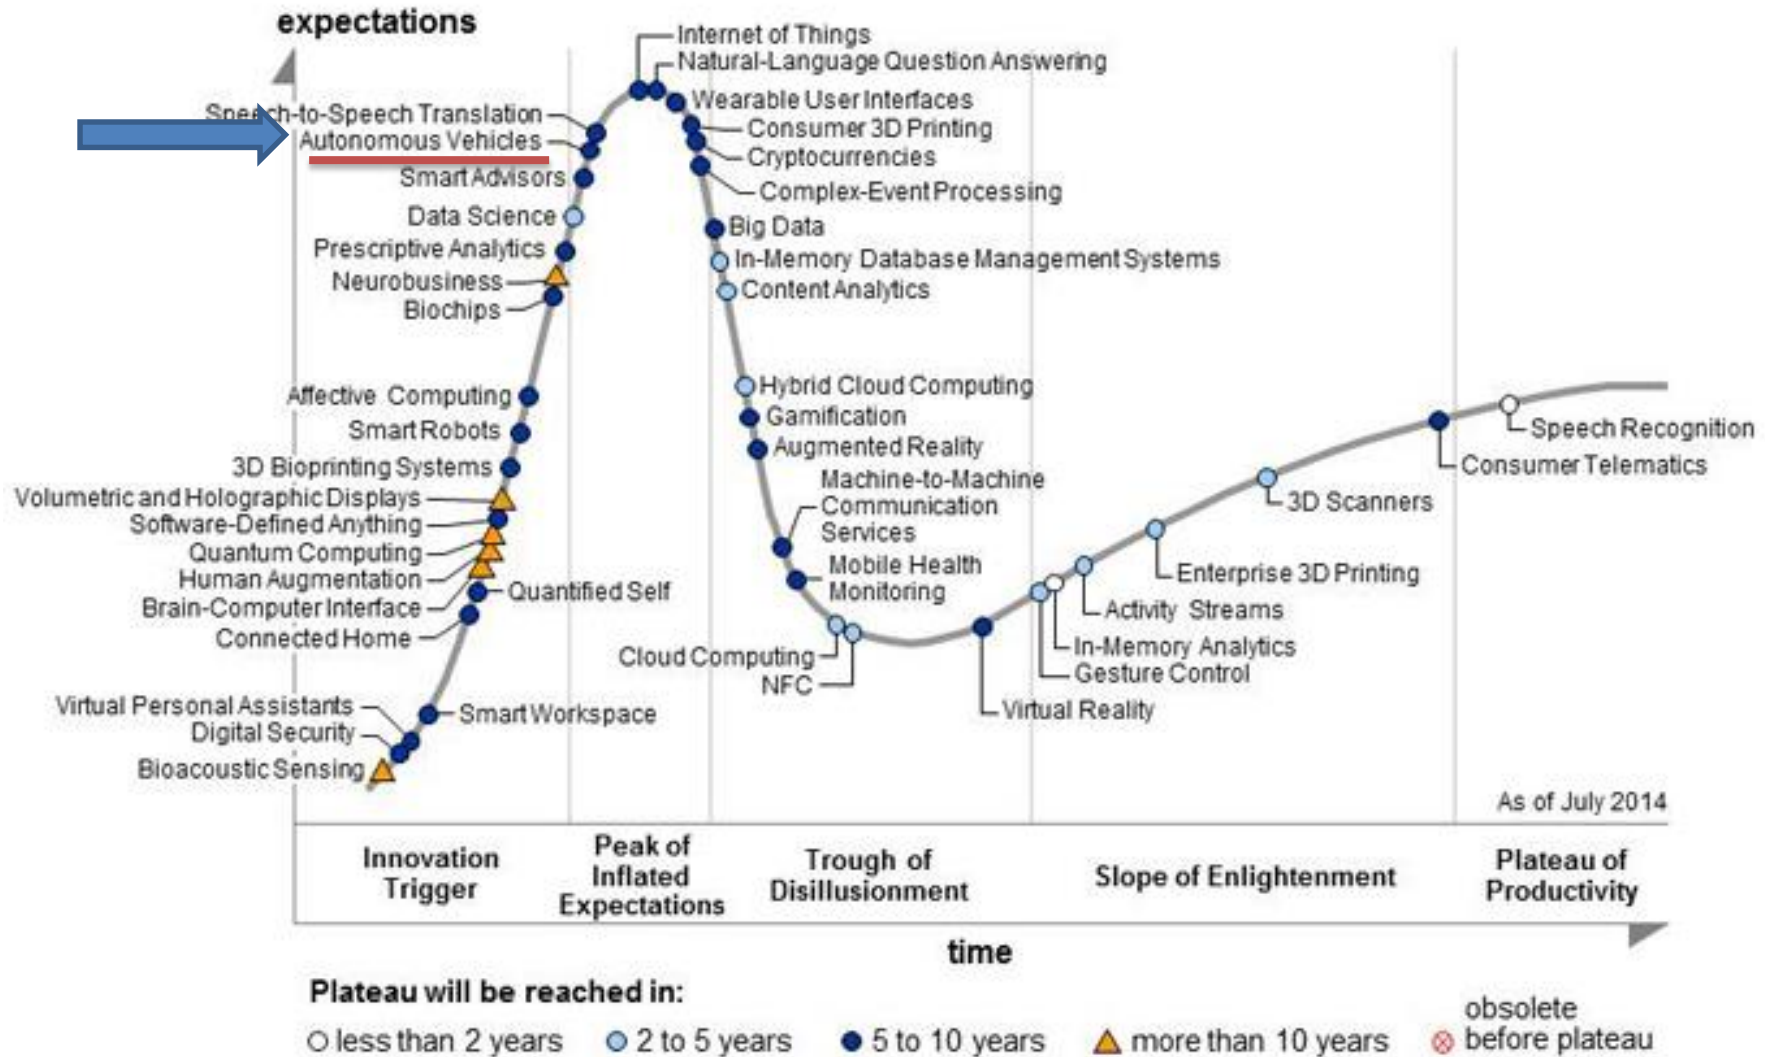 expectations
Internet of Things
Natural-Language Question Answering
Wearable User Interfaces
Consumer 3D Printing
Cryptocurrencies
Complex-Event Processing
Big Data
In-Memory Database Management Systems
Content Analytics
Speech-to-Speech Translation
Autonomous Vehicles
Smart Advisors
Data Science
Prescriptive Analytics
Neurobusiness
Biochips
Affective Computing
Smart Robots
3D Bioprinting Systems
Volumetric and Holographic Displays
Software-Defined Anything
Quantum Computing
Human Augmentation
Brain-Computer Interface
Connected Home
Quantified Self
Virtual Personal Assistants
Digital Security
Bioacoustic Sensing
Smart Workspace
Hybrid Cloud Computing
Gamification
Augmented Reality
Machine-to-Machine
Communication
Services
Mobile Health
Monitoring
Cloud Computing
NFC
Virtual Reality
Gesture Control
In-Memory Analytics
Activity Streams
Enterprise 3D Printing
3D Scanners
Consumer Telematics
Speech Recognition
As of July 2014
Innovation
Trigger
Peak of
Inflated
Expectations
Trough of
Disillusionment
Slope of Enlightenment
Plateau of
Productivity
time
Plateau will be reached in:
less than 2 years
2 to 5 years
5 to 10 years
more than 10 years
obsolete
before plateau